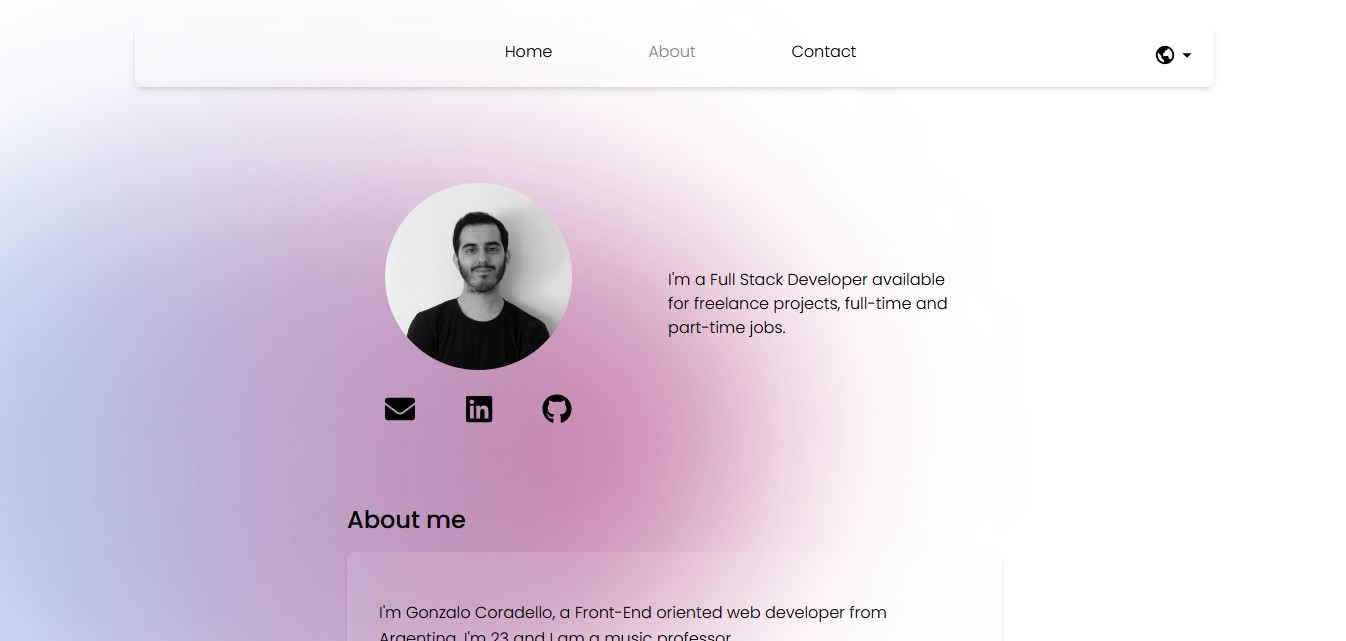 Home About Contact
I'm a Full Stack Developer available
for freelance projects, full-time and
part-time jobs.
in
About me
I'm Gonzalo Coradello, a Front-End oriented web developer from
Argentina. I'm 23 and I am a music professor.